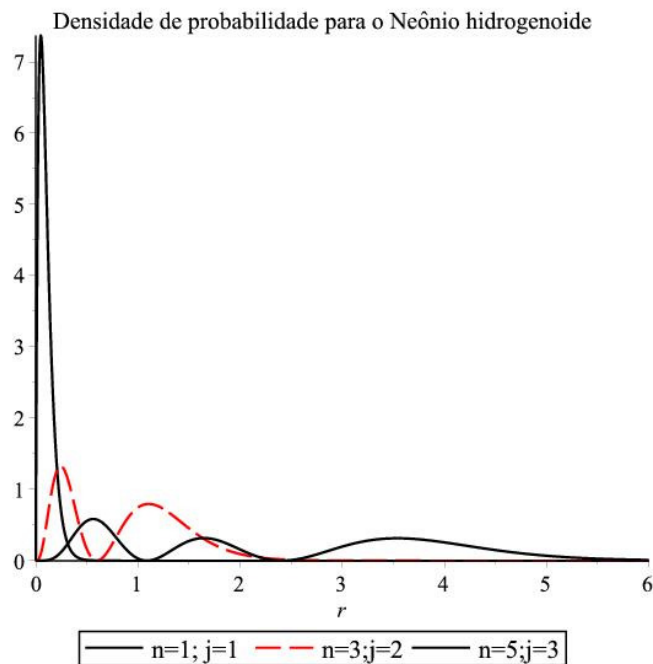 Densidade de probabilidade para o Neônio hidrogenoide
7
6
5
4
3
2
1
0
0 1 2 3 4 5 6
r
n=1; j=1 n=3;j=2 n=5;j=3